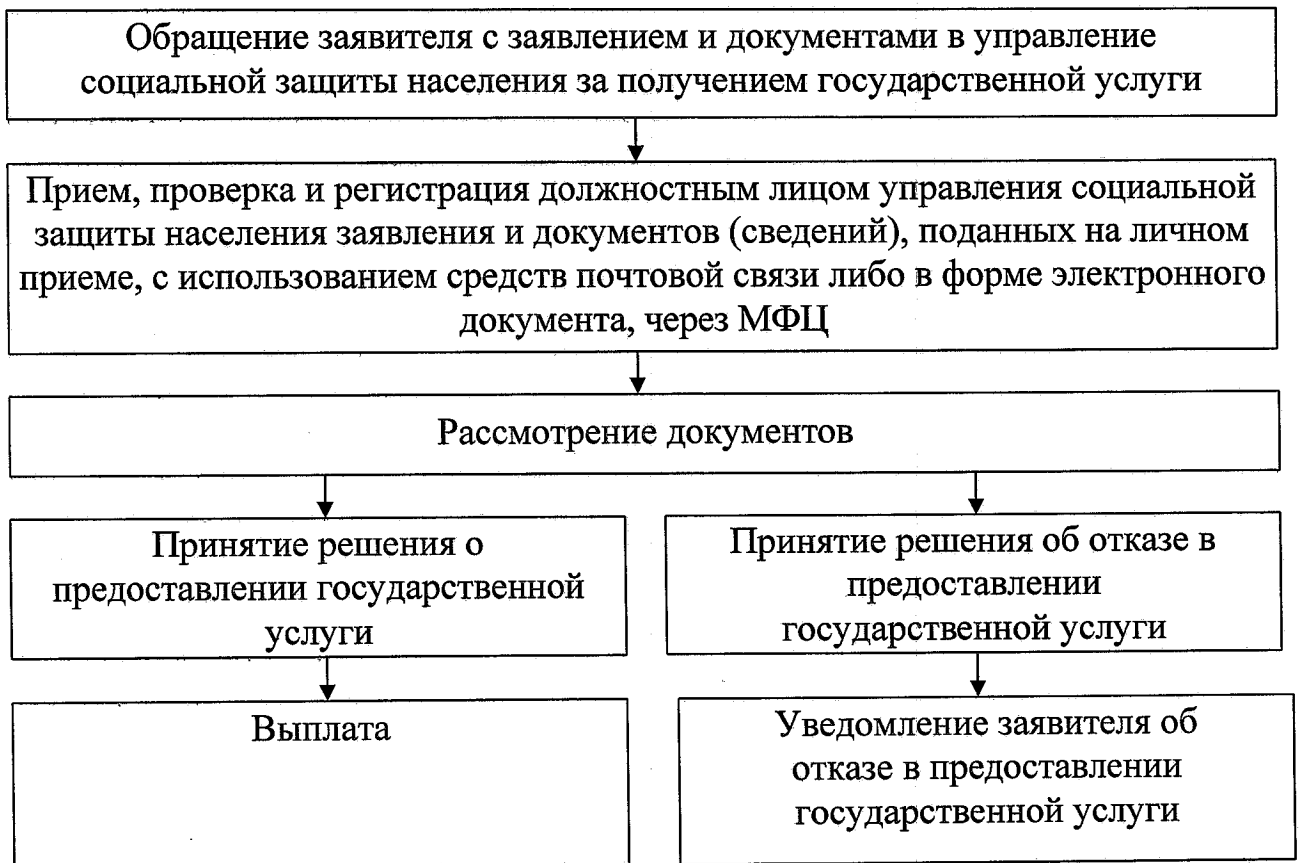 Обращение заявителя с заявлением и документами в управление
социальной защиты населения за получением государственной услуги
Прием, проверка и регистрация должностным лицом управления социальной
защиты населения заявления и документов (сведений), поданных на личном
приеме, с использованием средств почтовой связи либо в форме электронного
документа, через МФЦ
Рассмотрение документов
Принятие решения о
предоставлении государственной
услуги
Принятие решения об отказе в
предоставлении
государственной услуги
Выплата
Уведомление заявителя об
отказе в предоставлении
государственной услуги